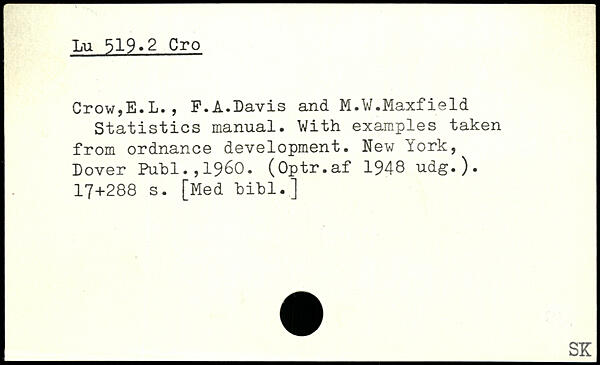 Lu 519.2 Cro
Crow,E.L., F.A.Davis and M.W.Maxfield
Statistics manual. With examples taken
from ordnance development. New York,
Dover Publ.,1960. (Optr.af 1948 udg.).
17+288 s. [Med bibl.]
SK